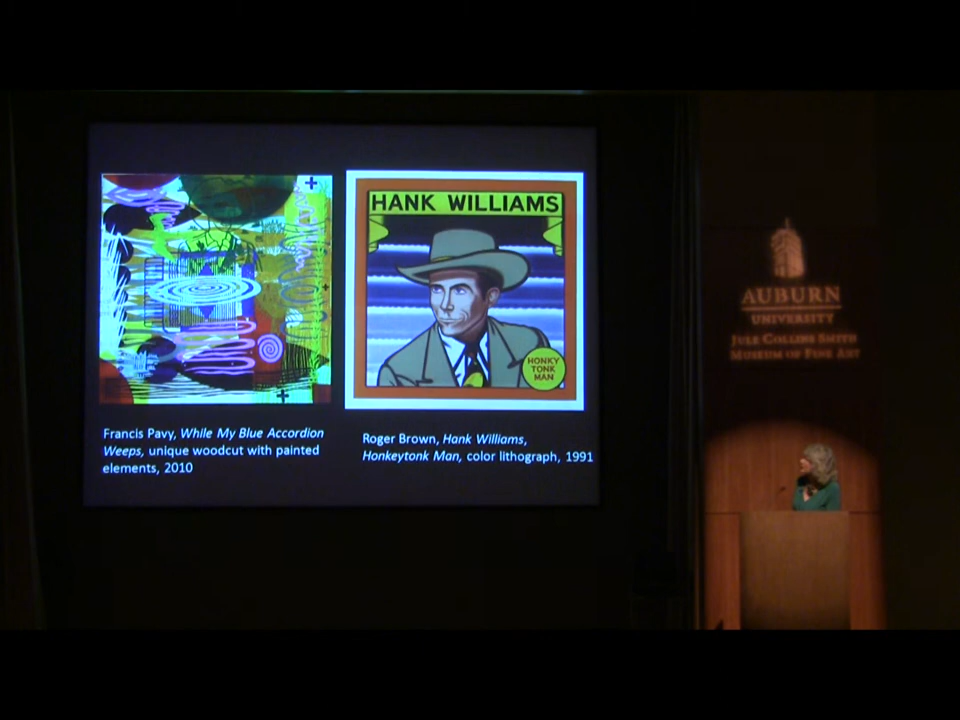 HANK WILLIAMS
HONKY
TONK
MAN
Francis Pavy, While My Blue Accordion
Weeps, unique woodcut with painted
elements, 2010
Roger Brown, Hank Williams,
Honkeytonk Man, color lithograph, 1991
AUBURN
UNIVERSITY
JULE COLLINS SMITH
MUSEUM OF FINE ART